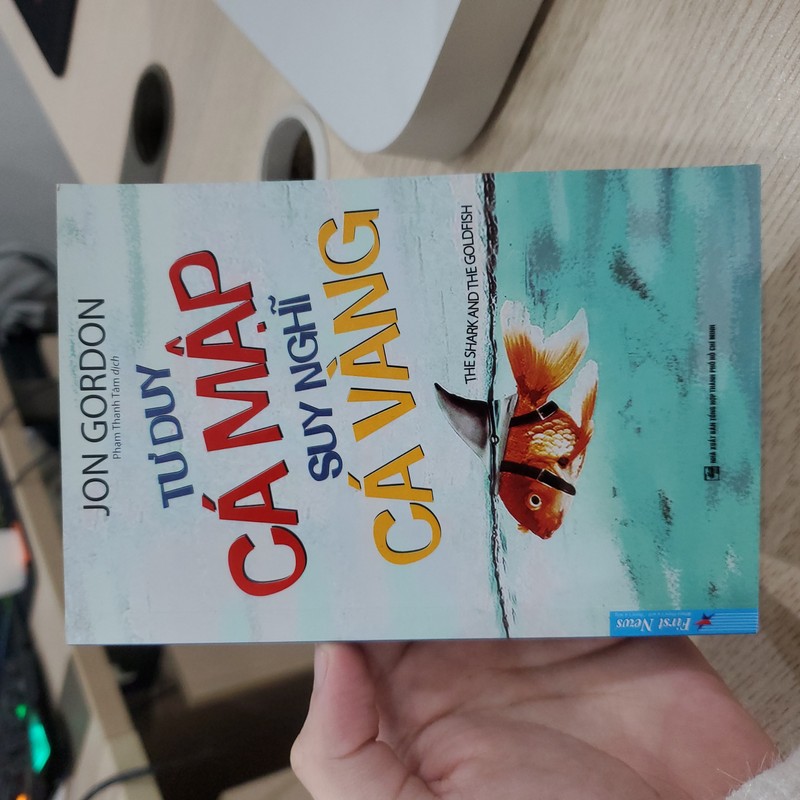 JON GORDON
Phạm Thanh Tâm dịch
TƯ DUY
CÁ MẬP
SUY NGHĨ
CÁ VÀNG
THE SHARK AND THE GOLDFISH
First News
NHÀ XUẤT BẢN TỔNG HỢP THÀNH PHỐ HỒ CHÍ MINH